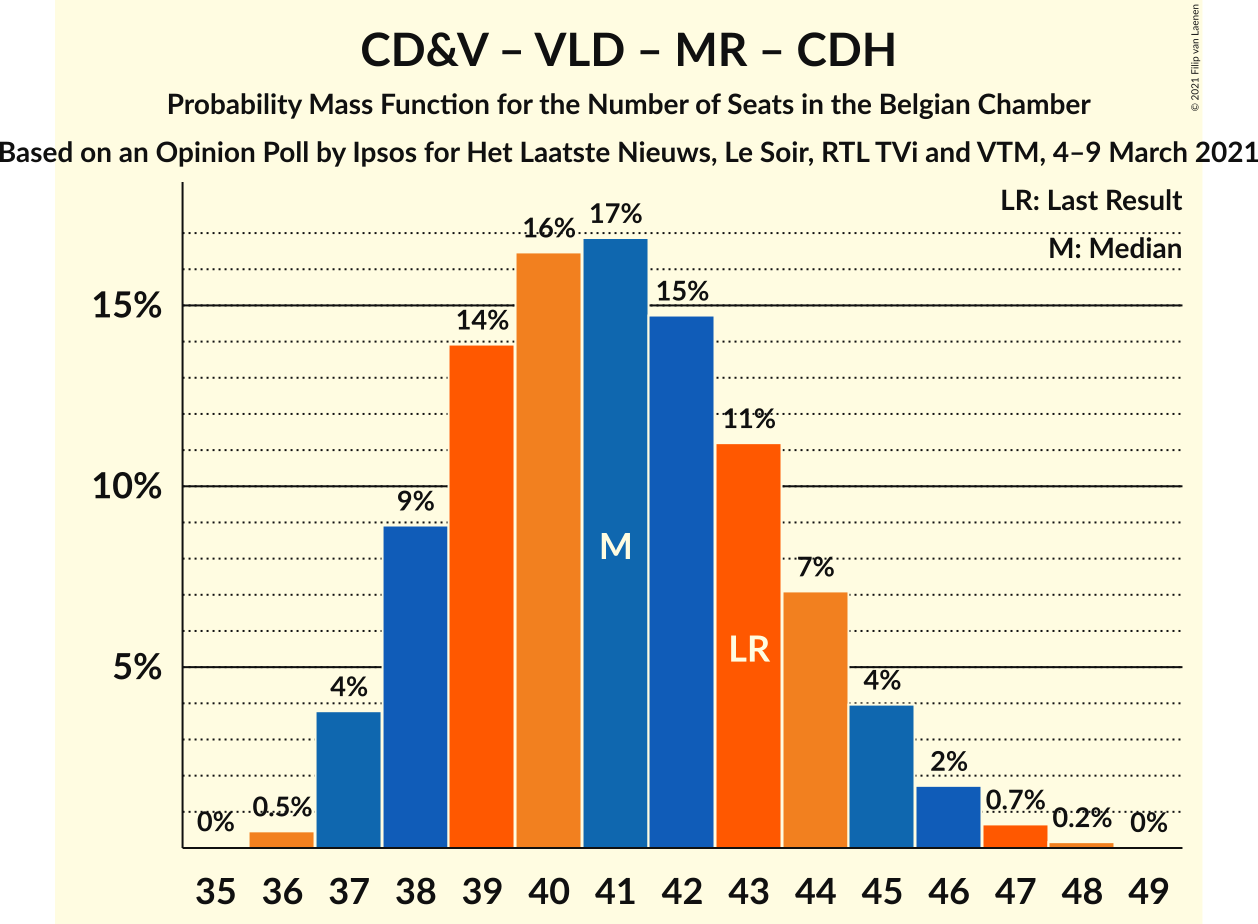 CD&V – VLD – MR – CDH
Probability Mass Function for the Number of Seats in the Belgian Chamber
Based on an Opinion Poll by Ipsos for Het Laatste Nieuws, Le Soir, RTL TVi and VTM, 4–9 March 2021
© 2021 Filip van Laenen
LR: Last Result
M: Median
15%
10%
5%
0%
0.5%
4%
9%
14%
16%
17%
15%
11%
7%
4%
2%
0.7%
0.2%
0%
M
LR
35 36 37 38 39 40 41 42 43 44 45 46 47 48 49